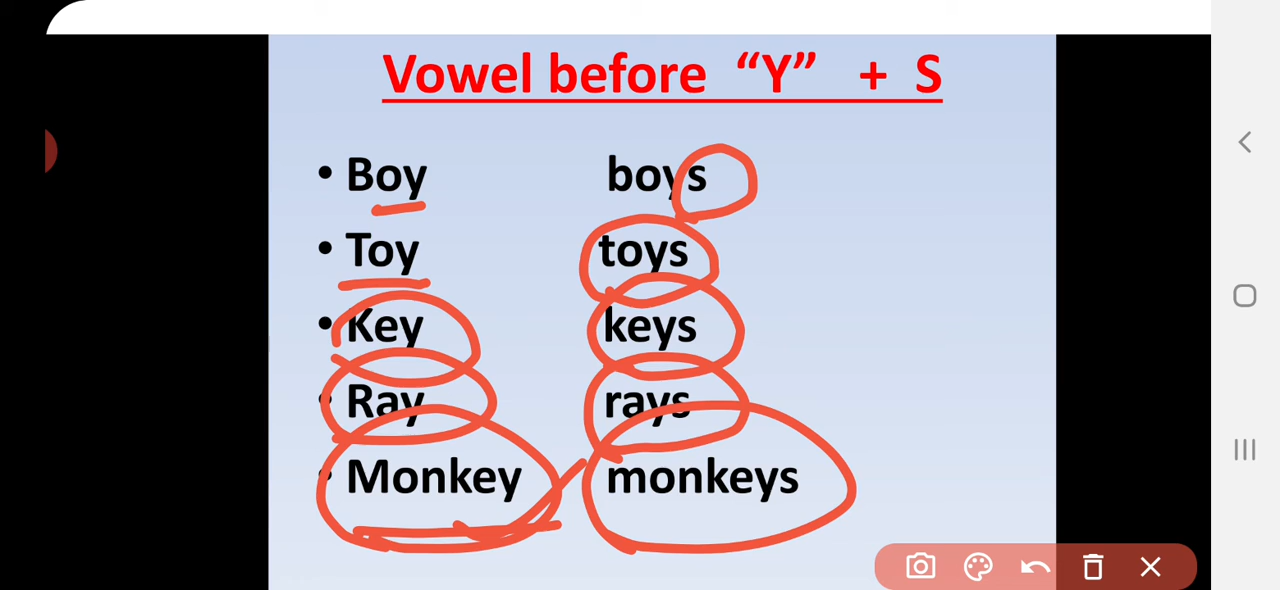 Vowel before “Y” + S
• Boy boys
• Toy toys
• Key keys
• Ray rays
• Monkey monkeys